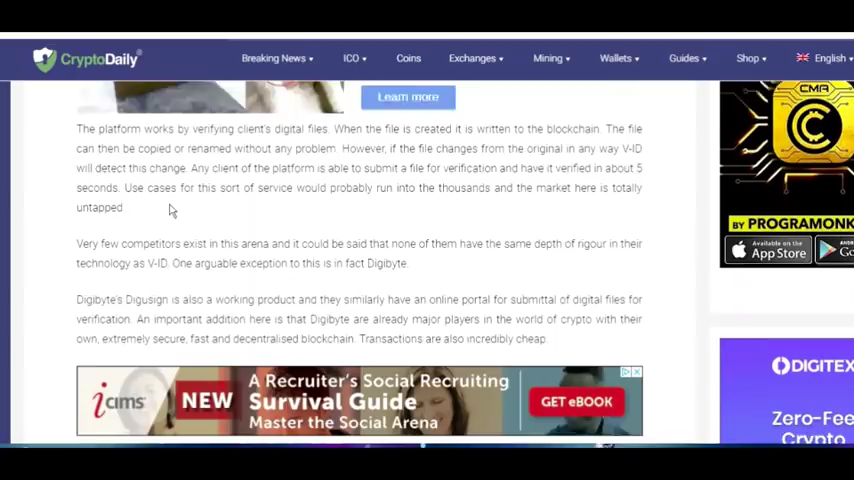 CryptoDaily
Breaking News ICO Coins Exchanges Mining Wallets Guides Shop English
Learn more
The platform works by verifying client's digital files. When the file is created it is written to the blockchain. The file
can then be copied or renamed without any problem. However, if the file changes from the original in any way V-ID
will detect this change. Any client of the platform is able to submit a file for verification and have it verified in about 5
seconds. Use cases for this sort of service would probably run into the thousands and the market here is totally
untapped.
Very few competitors exist in this arena and it could be said that none of them have the same depth of rigour in their
technology as V-ID. One arguable exception to this is in fact Digibyte.
Digibyte's Digusign is also a working product and they similarly have an online portal for submittal of digital files for
verification. An important addition here is that Digibyte are already major players in the world of crypto with their
own, extremely secure, fast and decentralised blockchain. Transactions are also incredibly cheap.
icims
NEW
A Recruiter's Social Recruiting
Survival Guide
Master the Social Arena
GET eBOOK
CMA
BY PROGRAMONK
Available on the
App Store
Go
DIGITEX
Zero-Fee
Crypto